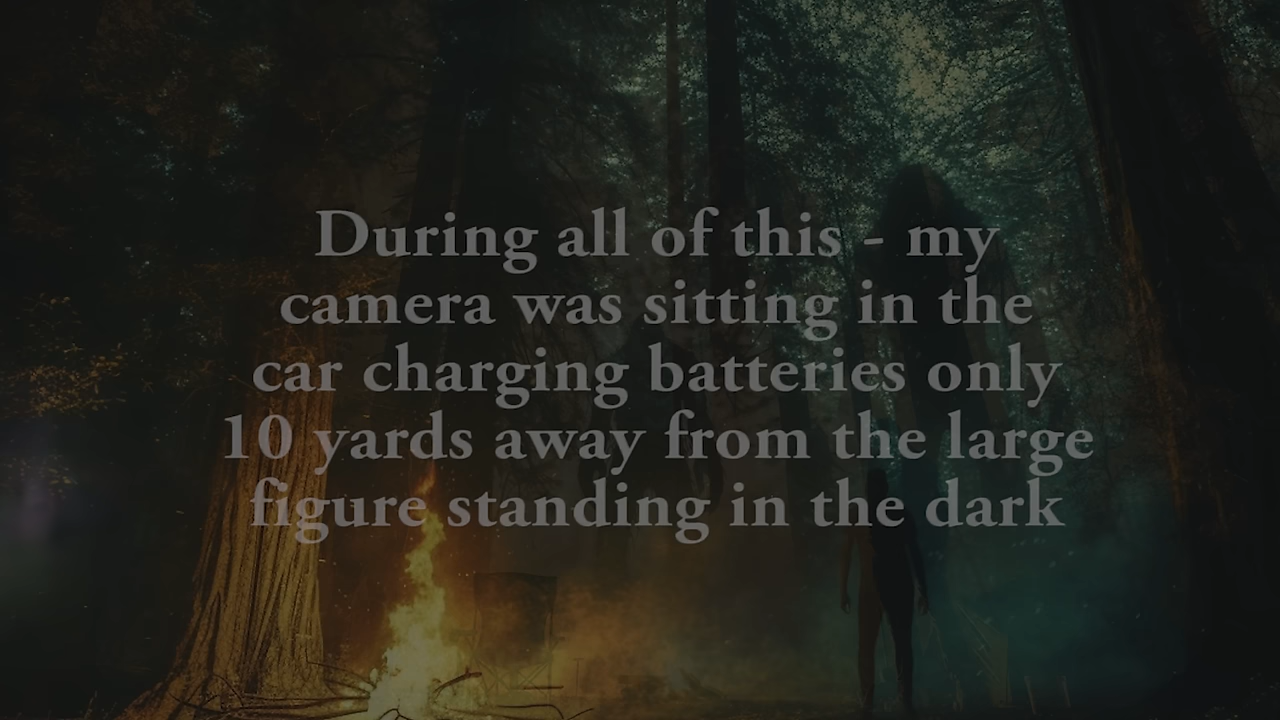 During all of this - my
camera was sitting in the
car charging batteries only
10 yards away from the large
figure standing in the dark